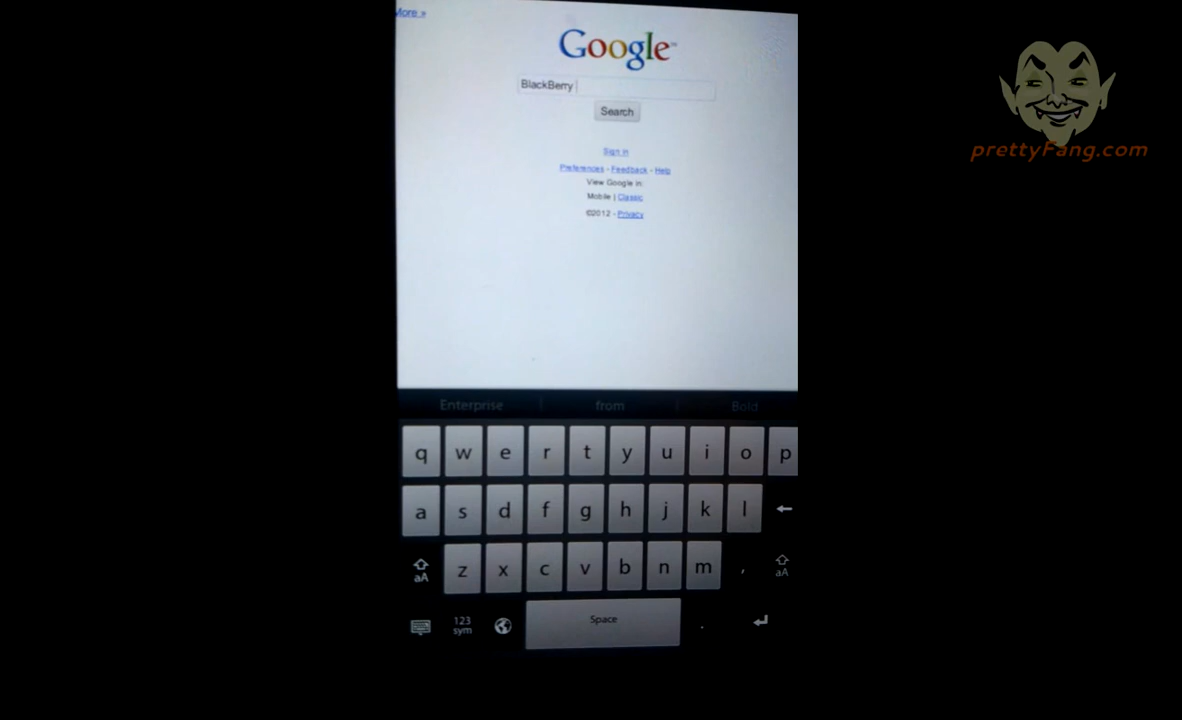 More »
Google™
BlackBerry
Search
Sign in
Preferences - Feedback - Help
View Google in:
Mobile | Classic
©2012 - Privacy
prettyFang.com
Enterprise | from | Bold
q w e r t y u i o p
a s d f g h j k l
aA z x c v b n m , aA
123
sym
Space .